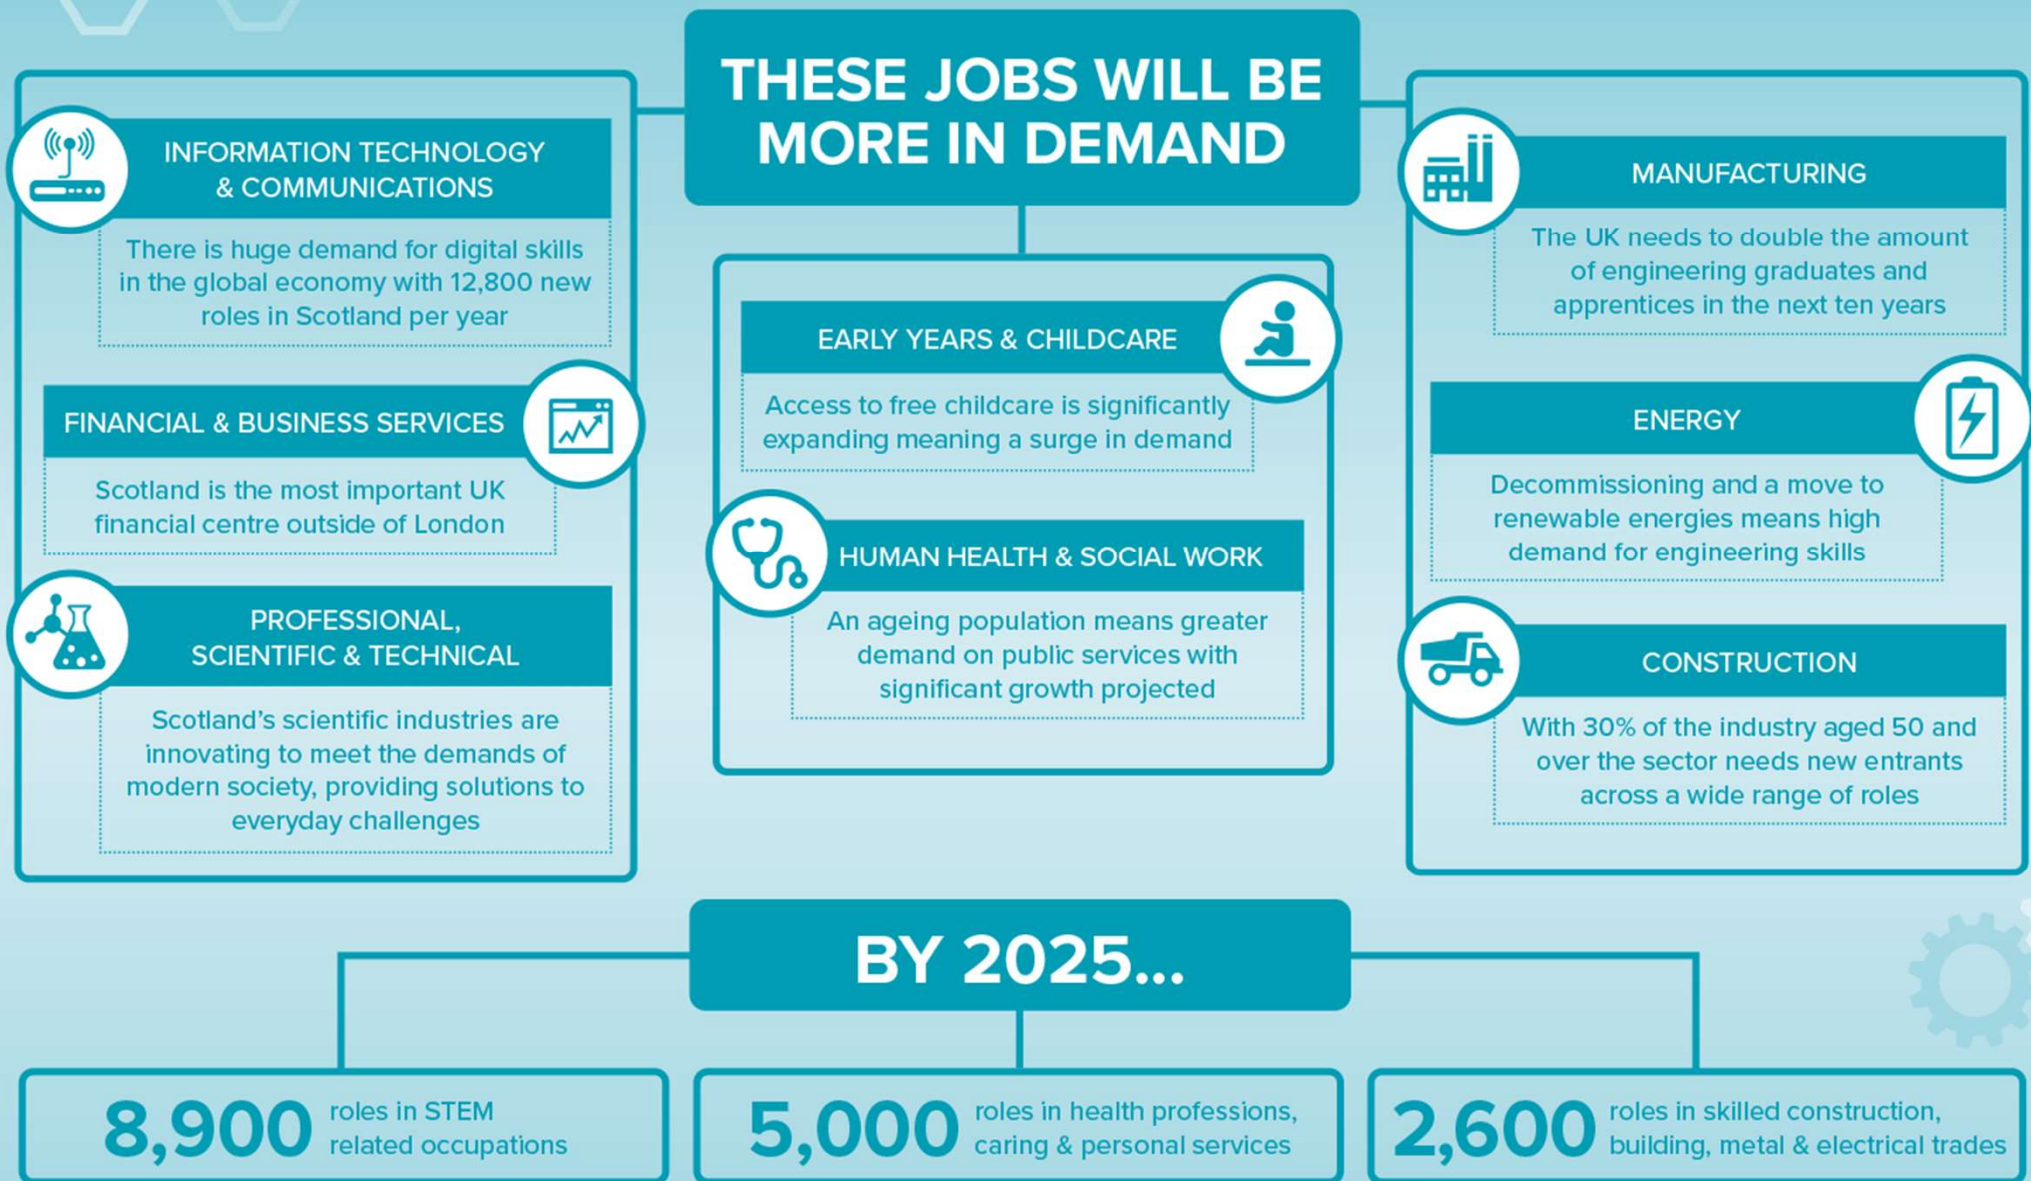 THESE JOBS WILL BE
MORE IN DEMAND
INFORMATION TECHNOLOGY
& COMMUNICATIONS
There is huge demand for digital skills
in the global economy with 12,800 new
roles in Scotland per year
FINANCIAL & BUSINESS SERVICES
Scotland is the most important UK
financial centre outside of London
PROFESSIONAL,
SCIENTIFIC & TECHNICAL
Scotland's scientific industries are
innovating to meet the demands of
modern society, providing solutions to
everyday challenges
EARLY YEARS & CHILDCARE
Access to free childcare is significantly
expanding meaning a surge in demand
HUMAN HEALTH & SOCIAL WORK
An ageing population means greater
demand on public services with
significant growth projected
MANUFACTURING
The UK needs to double the amount
of engineering graduates and
apprentices in the next ten years
ENERGY
Decommissioning and a move to
renewable energies means high
demand for engineering skills
CONSTRUCTION
With 30% of the industry aged 50 and
over the sector needs new entrants
across a wide range of roles
BY 2025...
8,900
roles in STEM
related occupations
5,000
roles in health professions,
caring & personal services
2,600
roles in skilled construction,
building, metal & electrical trades